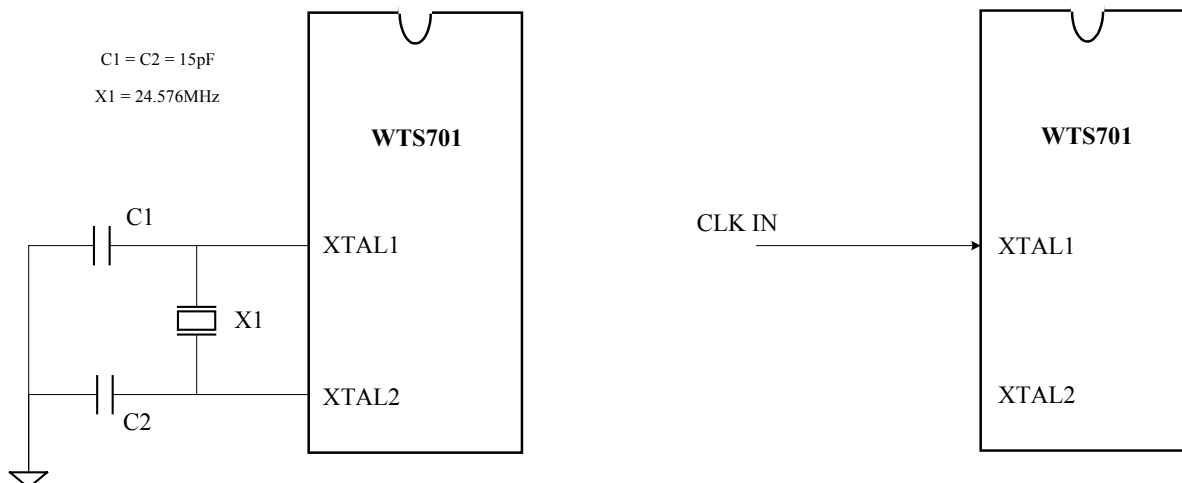 C1 = C2 = 15pF
X1 = 24.576MHz
WTS701
C1
XTAL1
X1
XTAL2
C2
WTS701
CLK IN
XTAL1
XTAL2